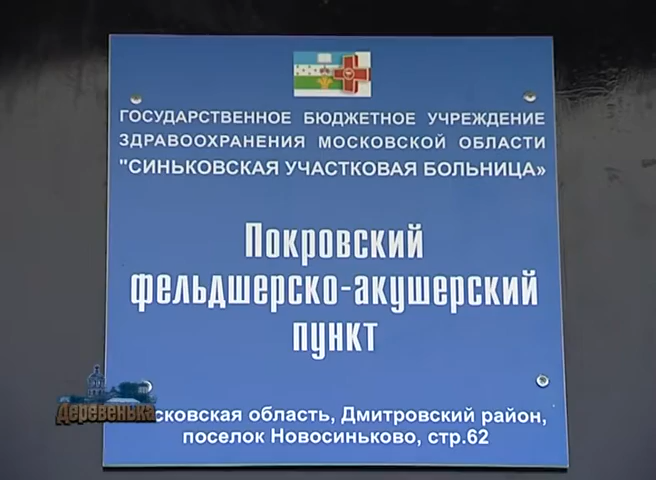 ГОСУДАРСТВЕННОЕ БЮДЖЕТНОЕ УЧРЕЖДЕНИЕ
ЗДРАВООХРАНЕНИЯ МОСКОВСКОЙ ОБЛАСТИ
"СИНЬКОВСКАЯ УЧАСТКОВАЯ БОЛЬНИЦА»
Покровский
фельдшерско-акушерский
пункт
деревенька
область, Дмитровский район,
поселок Новосиньково, стр.62